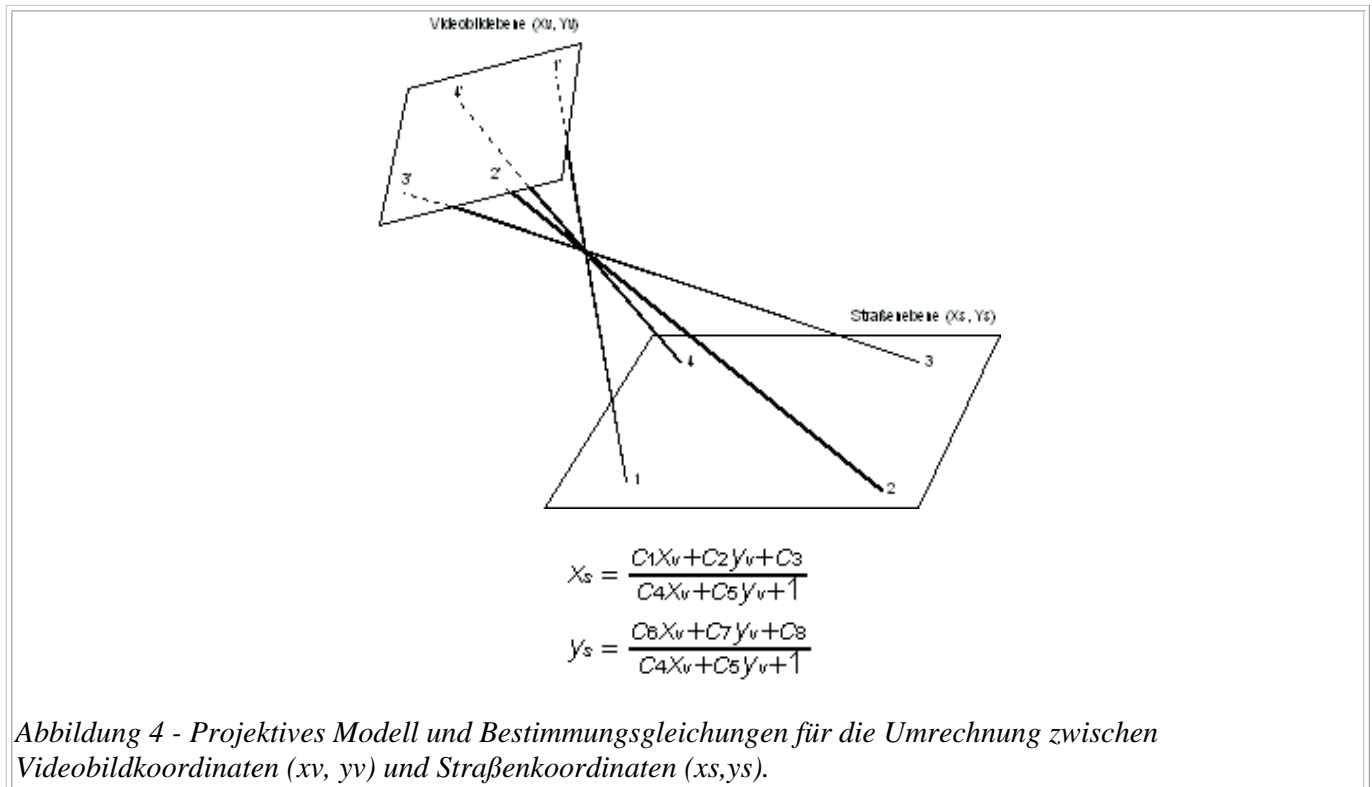 Videobildebene (Xv, Yv)
1'
4'
2'
3'
Straßenebene (Xs, Ys)
4
3
1
2
xs = C1xv+C2yv+C3 / C4xv+C5yv+1
ys = C6xv+C7yv+C8 / C4xv+C5yv+1
Abbildung 4 - Projektives Modell und Bestimmungsgleichungen für die Umrechnung zwischen
Videobildkoordinaten (xv, yv) und Straßenkoordinaten (xs,ys).